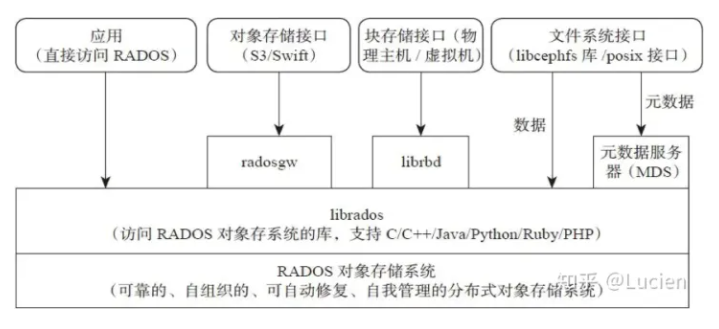 应用
（直接访问 RADOS）
对象存储接口
（S3/Swift）
块存储接口（物
理主机 / 虚拟机）
文件系统接口
（libcephfs 库 /posix 接口）
元数据
数据
radosgw
librbd
元数据服务
器（MDS）
librados
（访问 RADOS 对象存系统的库，支持 C/C++/Java/Python/Ruby/PHP）
RADOS 对象存储系统
（可靠的、自组织的、可自动修复、自我管理的分布式对象存储系统）
知乎 @Lucien